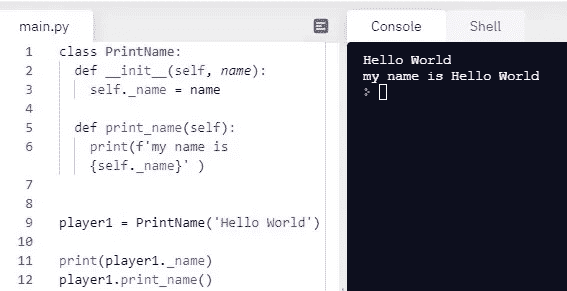 main.py
1 class PrintName:
2   def __init__(self, name):
3     self._name = name
4
5   def print_name(self):
6     print(f'my name is
    {self._name}' )
7
8
9 player1 = PrintName('Hello World')
10
11 print(player1._name)
12 player1.print_name()
Console Shell
Hello World
my name is Hello World
>